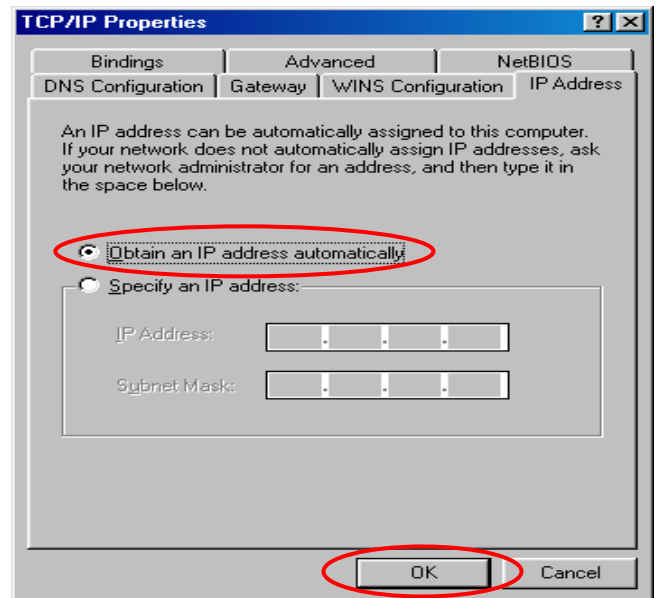 TCP/IP Properties
Bindings Advanced NetBIOS
DNS Configuration Gateway WINS Configuration IP Address
An IP address can be automatically assigned to this computer.
If your network does not automatically assign IP addresses, ask
your network administrator for an address, and then type it in
the space below.
Obtain an IP address automatically
Specify an IP address:
IP Address:
. . .
Subnet Mask:
. . .
OK Cancel